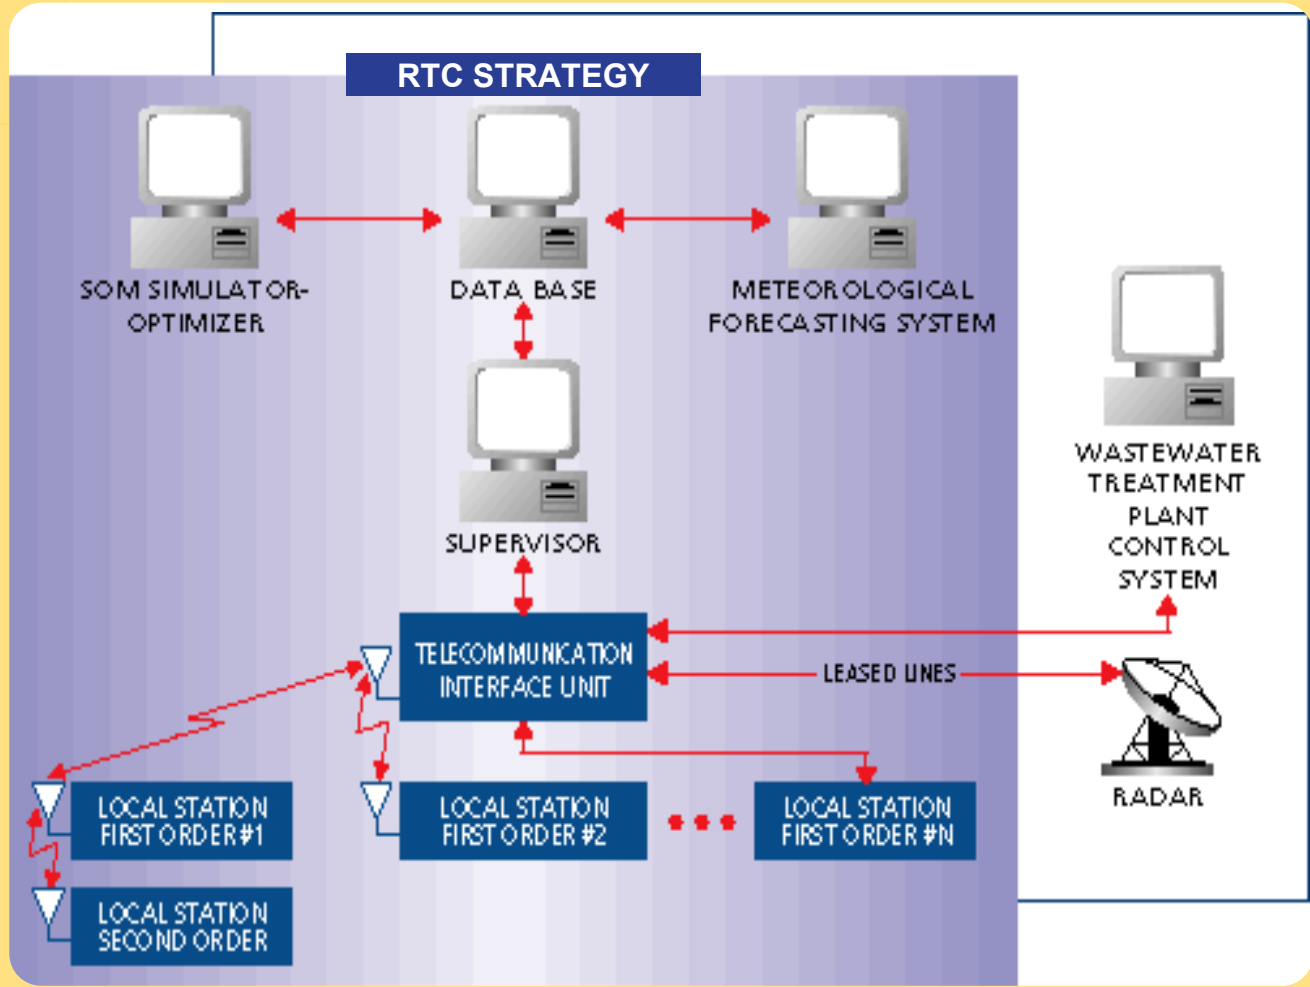 RTC STRATEGY
SOM SIMULATOR-
OPTIMIZER
DATA BASE
METEOROLOGICAL
FORECASTING SYSTEM
SUPERVISOR
WASTEWATER
TREATMENT
PLANT
CONTROL
SYSTEM
TELECOMMUNICATION
INTERFACE UNIT
LEASED LINES
RADAR
LOCAL STATION
FIRST ORDER #1
LOCAL STATION
FIRST ORDER #2
LOCAL STATION
FIRST ORDER #N
LOCAL STATION
SECOND ORDER